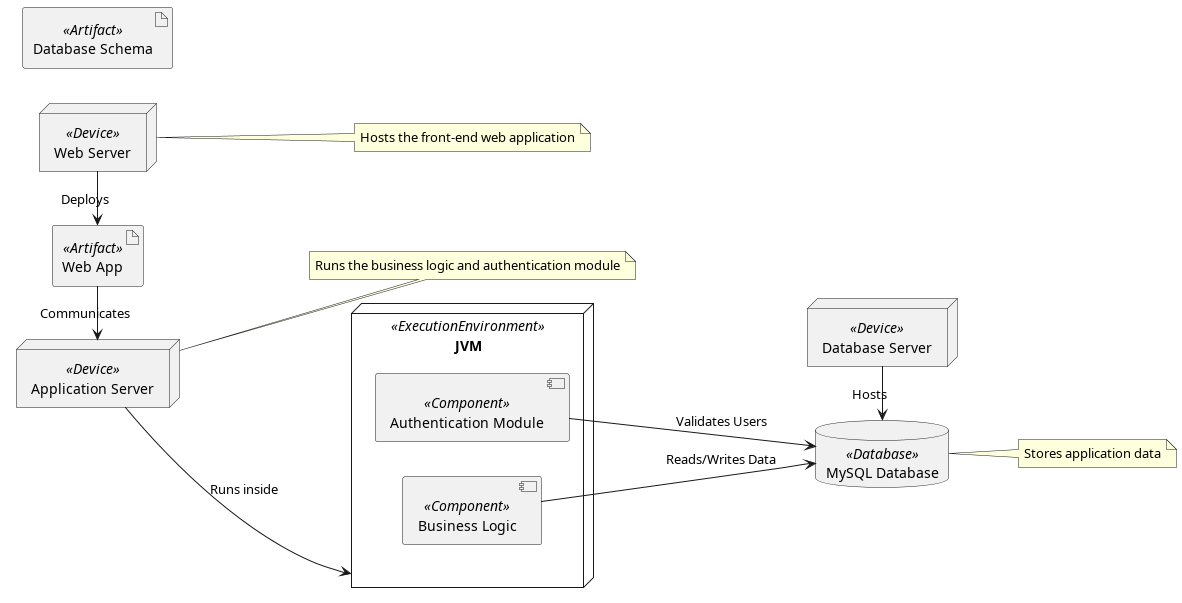 «Artifact»
Database Schema
«Device»
Web Server
Hosts the front-end web application
Deploys
«Artifact»
Web App
Runs the business logic and authentication module
Communicates
«Device»
Application Server
«ExecutionEnvironment»
JVM
«Component»
Authentication Module
«Component»
Business Logic
Runs inside
«Device»
Database Server
Hosts
Validates Users
Reads/Writes Data
«Database»
MySQL Database
Stores application data